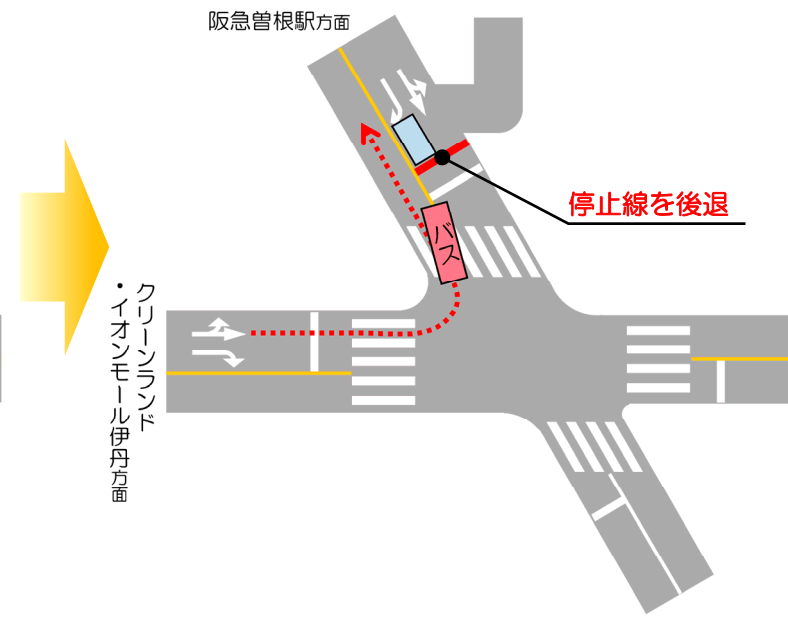 阪急曽根駅方面
停止線を後退
バス
クリーンランド
・イオンモール伊丹方面